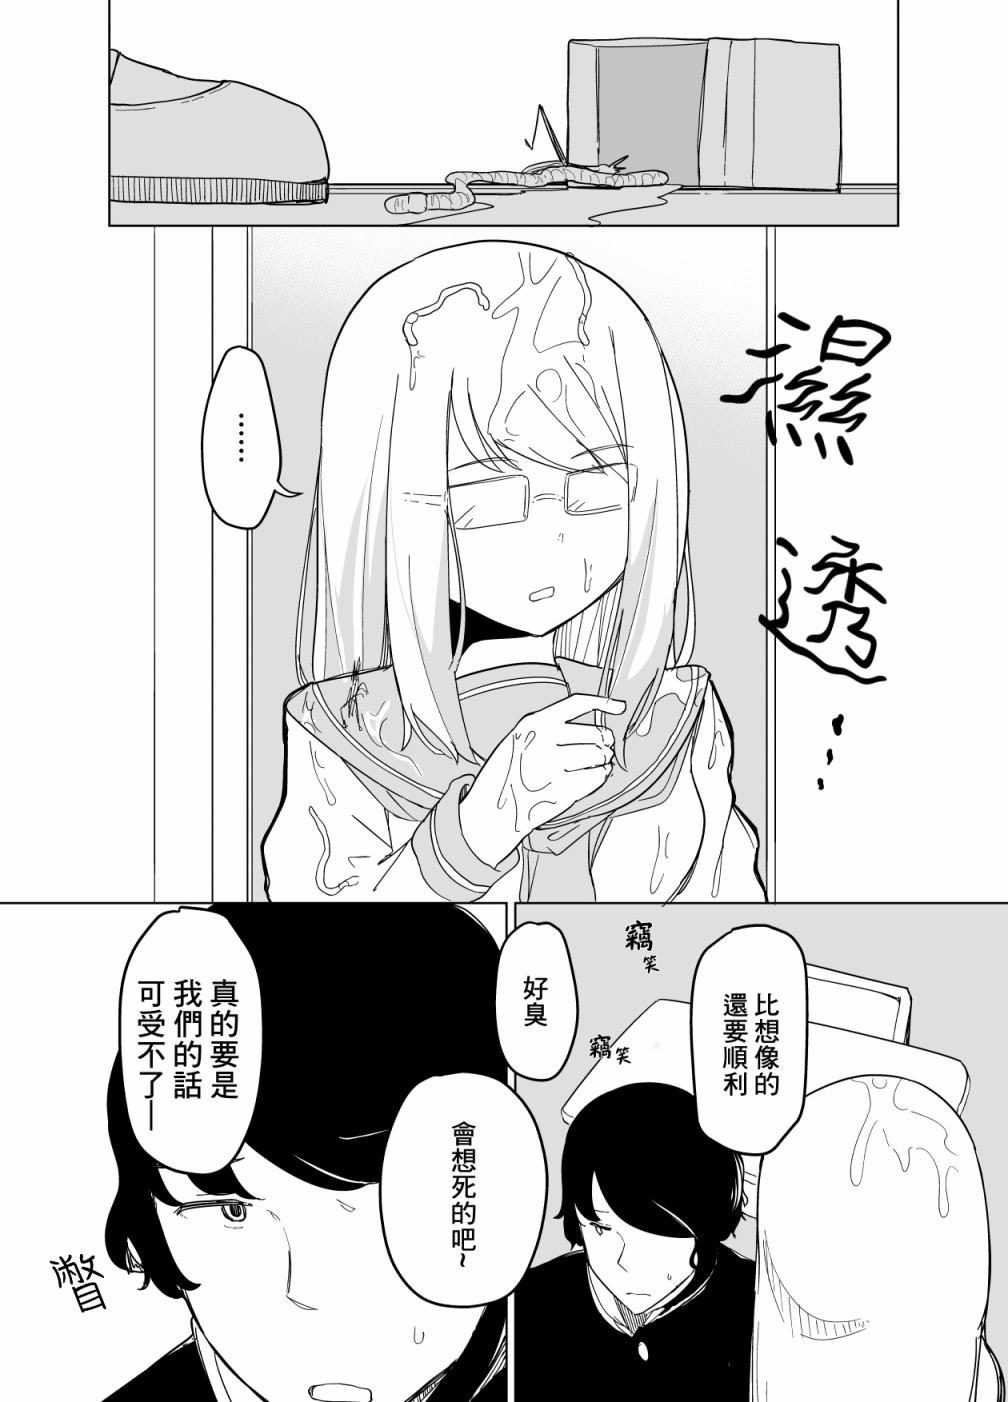 濕
透
…
……
竊
笑
比想像的
還要順利
竊
笑
好臭
真的要是
我們的話
可受不了—
會想死的吧~
瞥